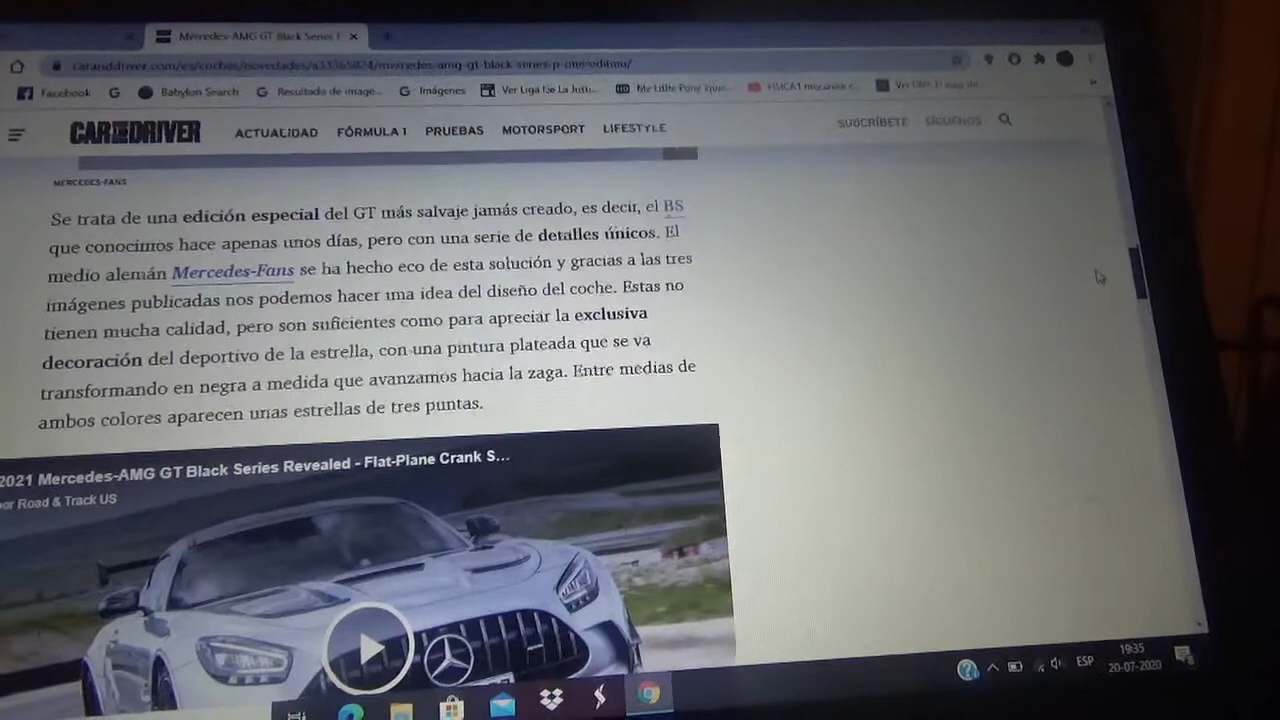 Mercedes-AMG GT Black Series P
caranddriver.com/es/coches/novedades/
Facebook
Babylon Search
Resultado de image...
Imágenes
Ver Liga
FISICA1
CAR AND DRIVER
ACTUALIDAD
FÓRMULA 1
PRUEBAS
MOTORSPORT
LIFESTYLE
SUSCRÍBETE
SÍGUENOS
MERCEDES-FANS
Se trata de una edición especial del GT más salvaje jamás creado, es decir, el BS
que conocimos hace apenas unos días, pero con una serie de detalles únicos. El
medio alemán Mercedes-Fans se ha hecho eco de esta solución y gracias a las tres
imágenes publicadas nos podemos hacer una idea del diseño del coche. Estas no
tienen mucha calidad, pero son suficientes como para apreciar la exclusiva
decoración del deportivo de la estrella, con una pintura plateada que se va
transformando en negra a medida que avanzamos hacia la zaga. Entre medias de
ambos colores aparecen unas estrellas de tres puntas.
2021 Mercedes-AMG GT Black Series Revealed - Flat-Plane Crank S...
por Road & Track US
ESP
19:35
20-07-2020